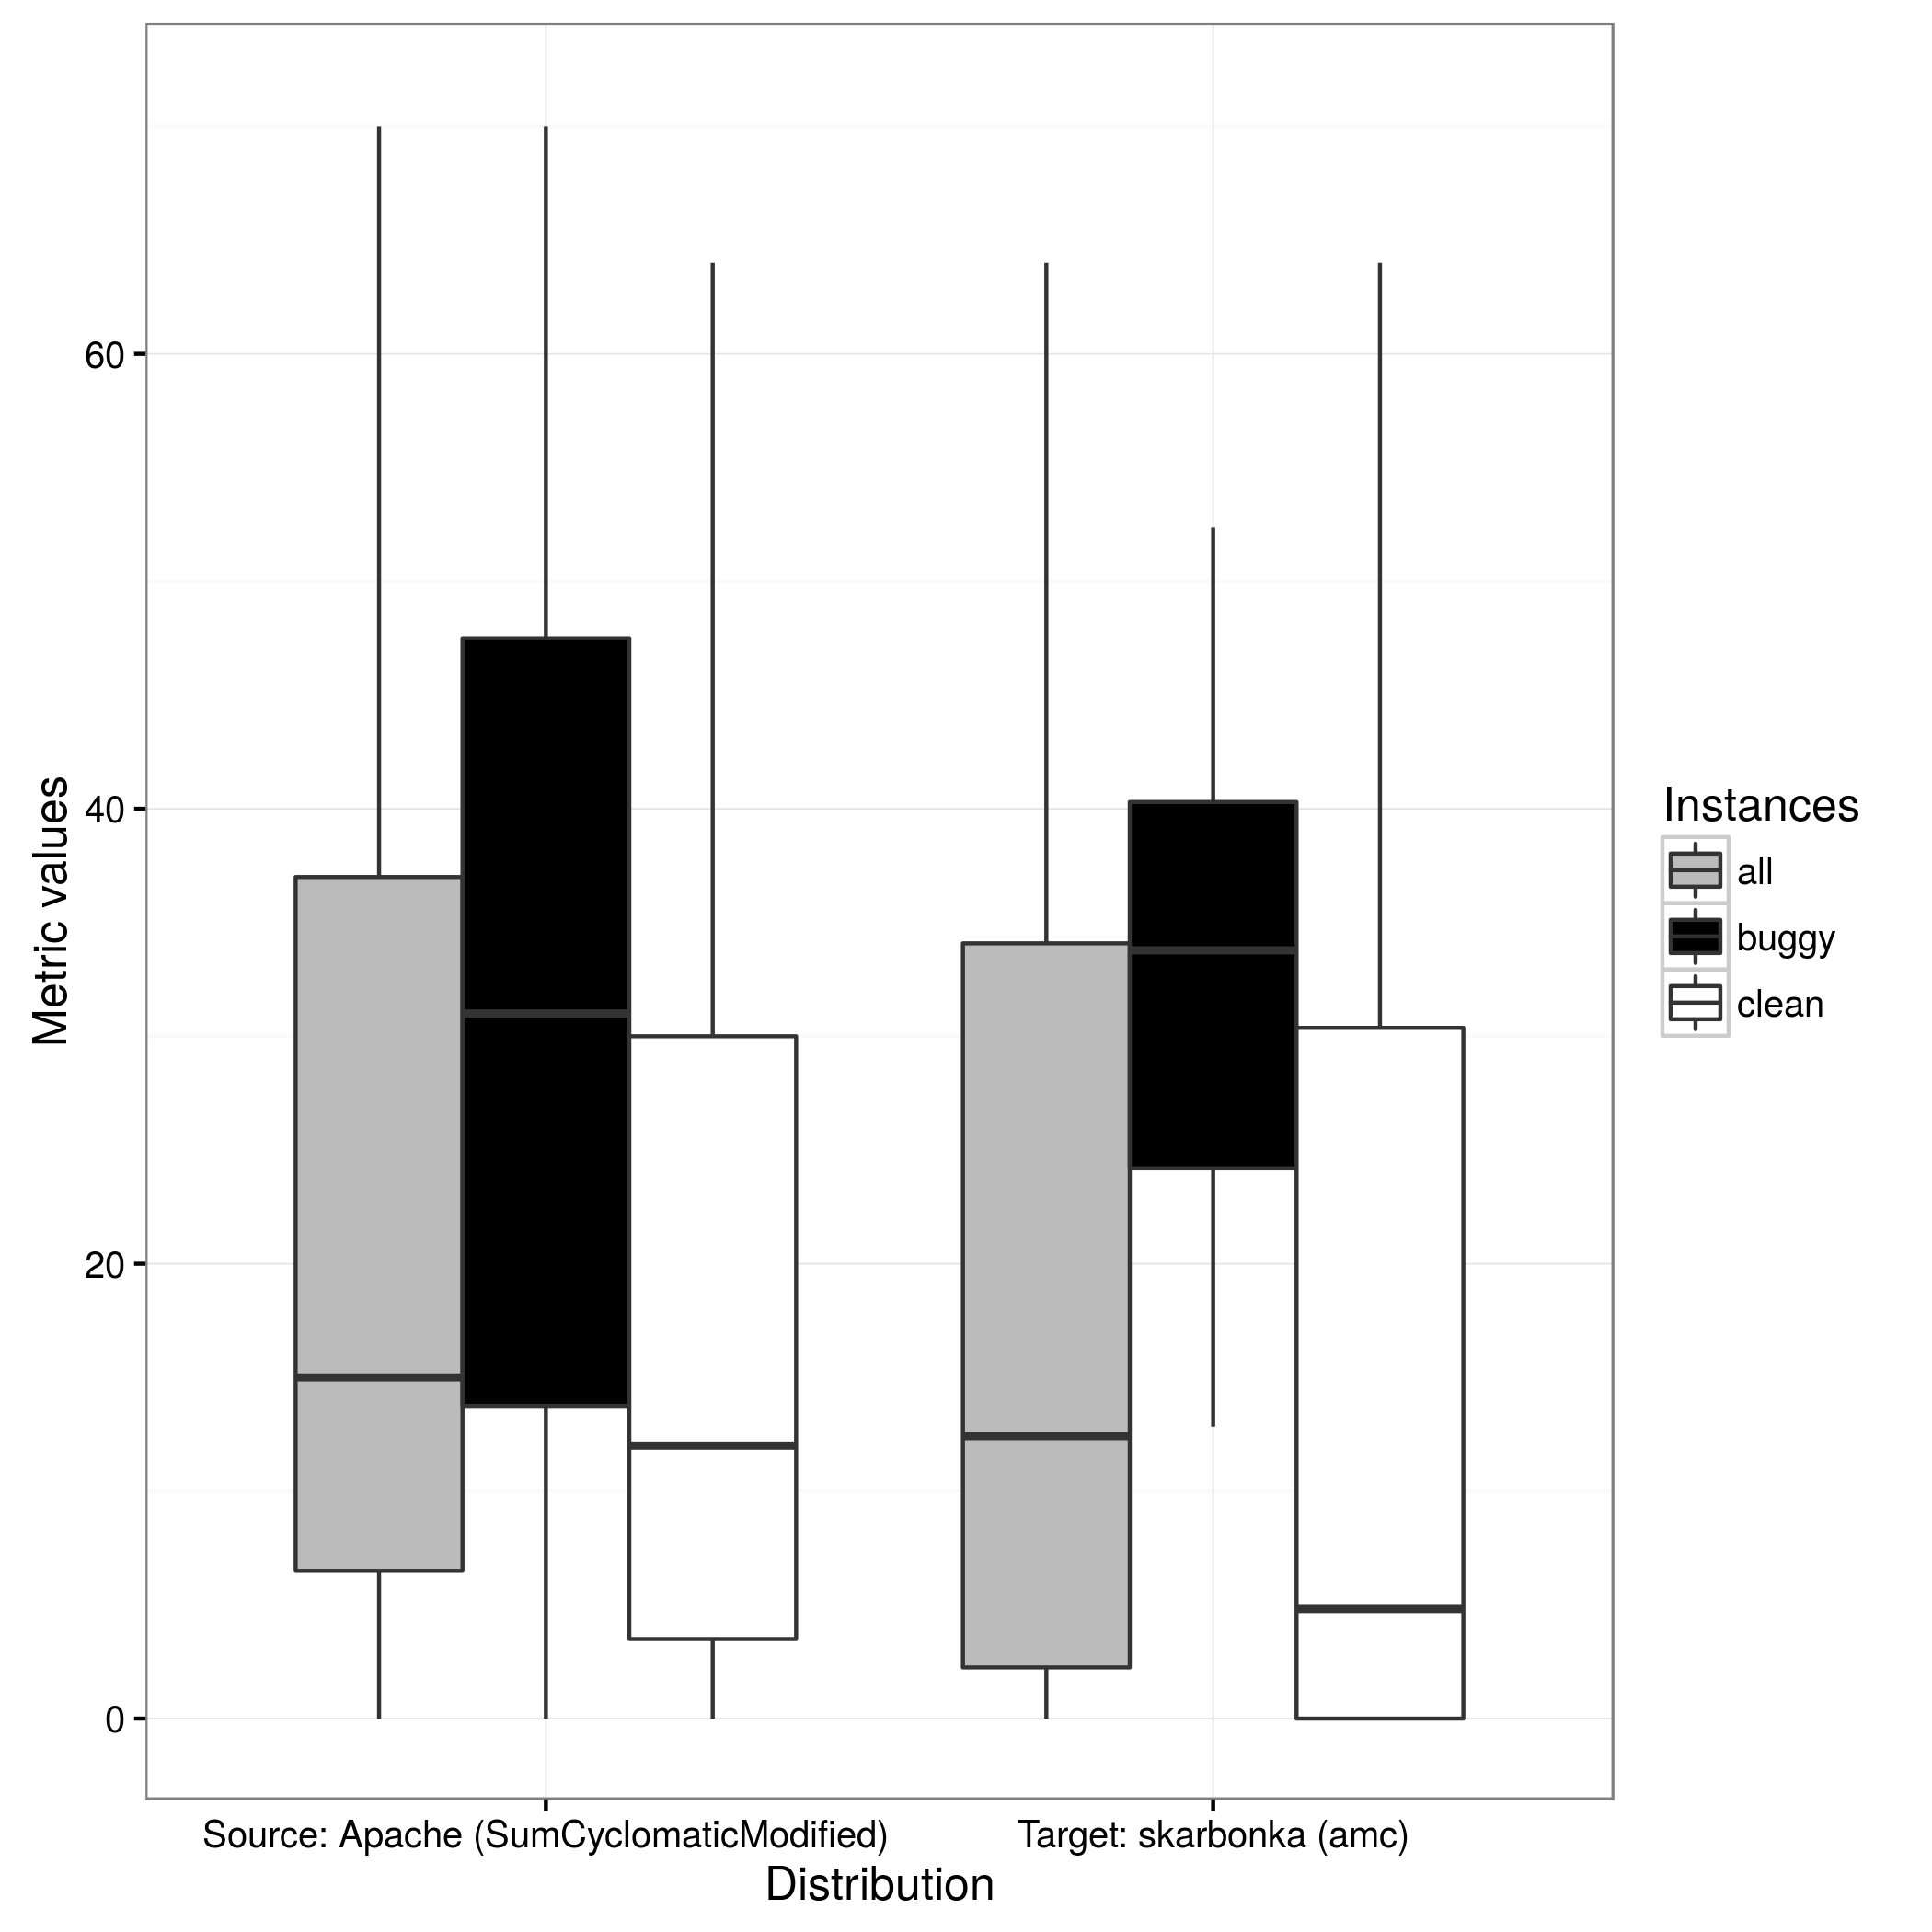 Metric values
60
40
20
0
Source: Apache (SumCyclomaticModified)
Target: skarbonka (amc)
Distribution
Instances
all
buggy
clean